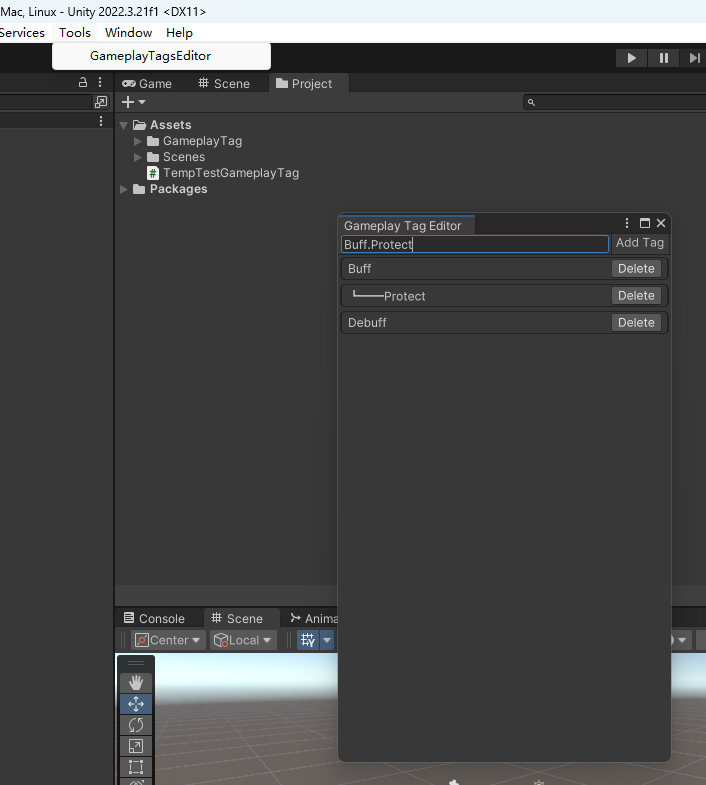 Mac, Linux - Unity 2022.3.21f1 <DX11>
Services Tools Window Help
GameplayTagsEditor
Game Scene Project
Assets
GameplayTag
Scenes
TempTestGameplayTag
Packages
Gameplay Tag Editor
Buff.Protect Add Tag
Buff Delete
Protect Delete
Debuff Delete
Console Scene Anima
Center Local